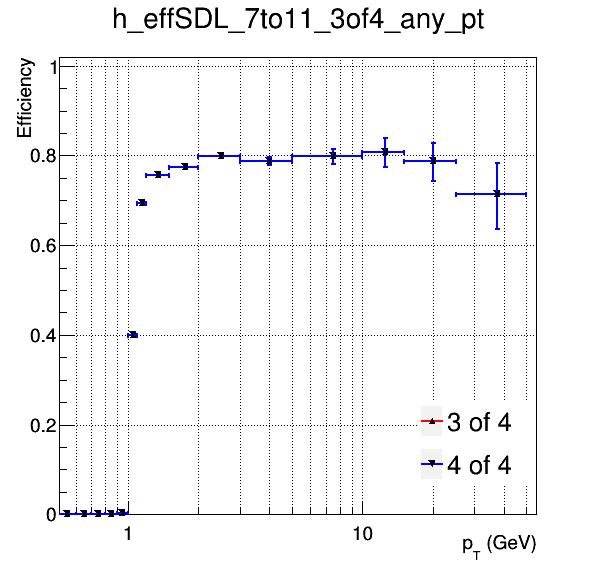 h_effSDL_7to11_3of4_any_pt
Efficiency
1
0.8
0.6
0.4
0.2
0
3 of 4
4 of 4
1
10
p_T (GeV)